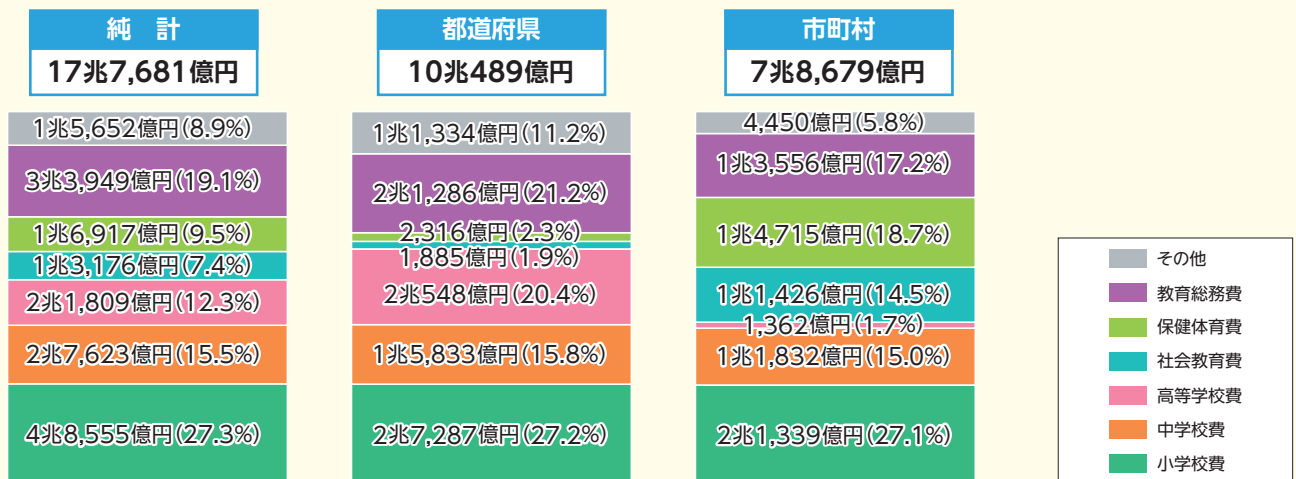 純 計
17兆7,681億円
1兆5,652億円(8.9%)
3兆3,949億円(19.1%)
1兆6,917億円(9.5%)
1兆3,176億円(7.4%)
2兆1,809億円(12.3%)
2兆7,623億円(15.5%)
4兆8,555億円(27.3%)
都道府県
10兆489億円
1兆1,334億円(11.2%)
2兆1,286億円(21.2%)
2,316億円(2.3%)
1,885億円(1.9%)
2兆548億円(20.4%)
1兆5,833億円(15.8%)
2兆7,287億円(27.2%)
市町村
7兆8,679億円
4,450億円(5.8%)
1兆3,556億円(17.2%)
1兆4,715億円(18.7%)
1兆1,426億円(14.5%)
1,362億円(1.7%)
1兆1,832億円(15.0%)
2兆1,339億円(27.1%)
その他
教育総務費
保健体育費
社会教育費
高等学校費
中学校費
小学校費